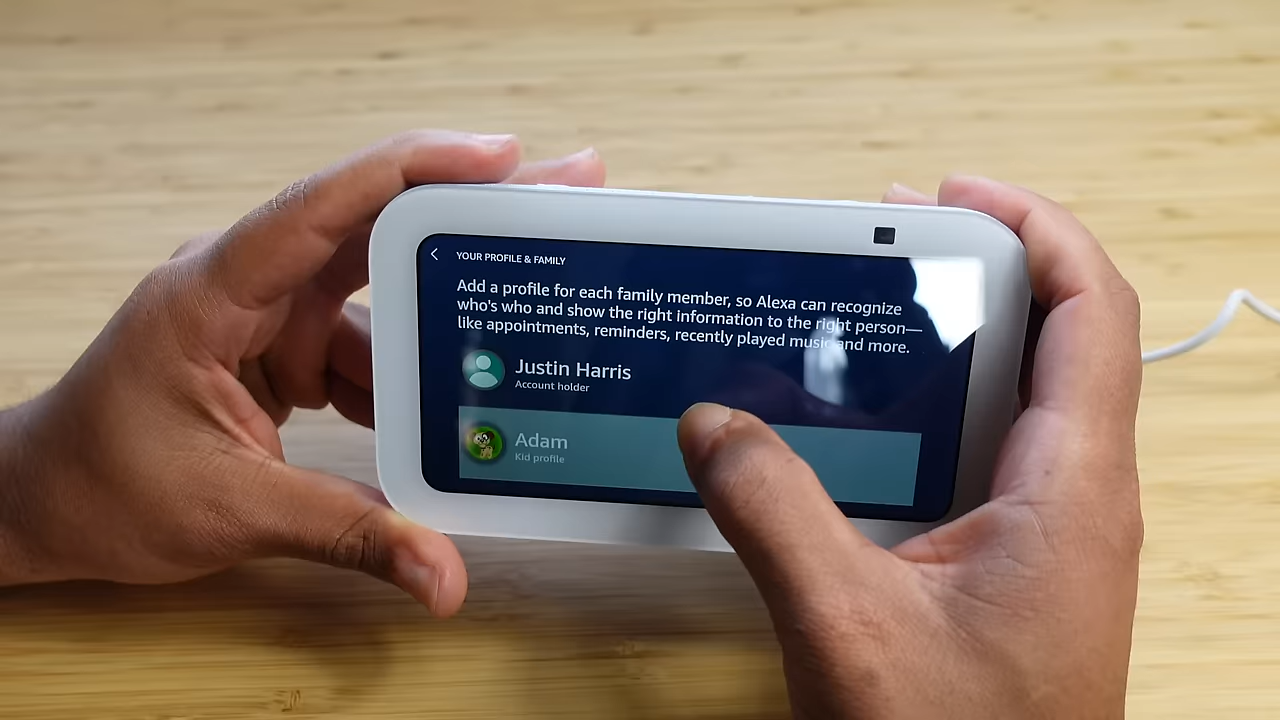 YOUR PROFILE & FAMILY
Add a profile for each family member, so Alexa can recognize
who's who and show the right information to the right person—
like appointments, reminders, recently played music and more.
Justin Harris
Account holder
Adam
Kid profile